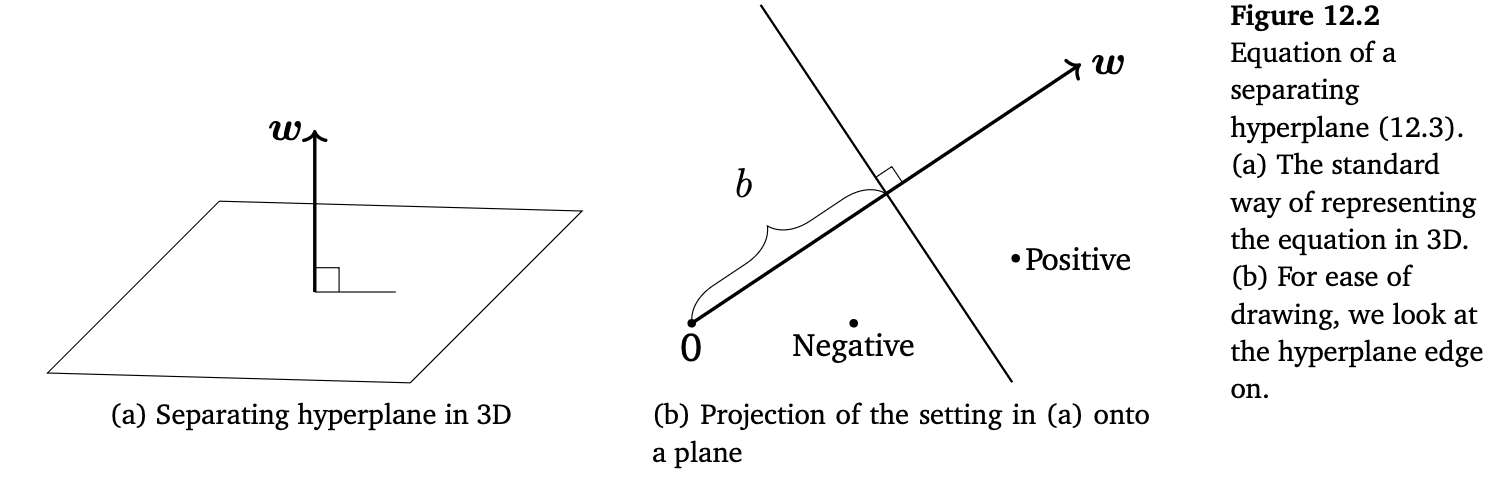 w
(a) Separating hyperplane in 3D
w
b
Positive
0
Negative
(b) Projection of the setting in (a) onto
a plane
Figure 12.2
Equation of a
separating
hyperplane (12.3).
(a) The standard
way of representing
the equation in 3D.
(b) For ease of
drawing, we look at
the hyperplane edge
on.